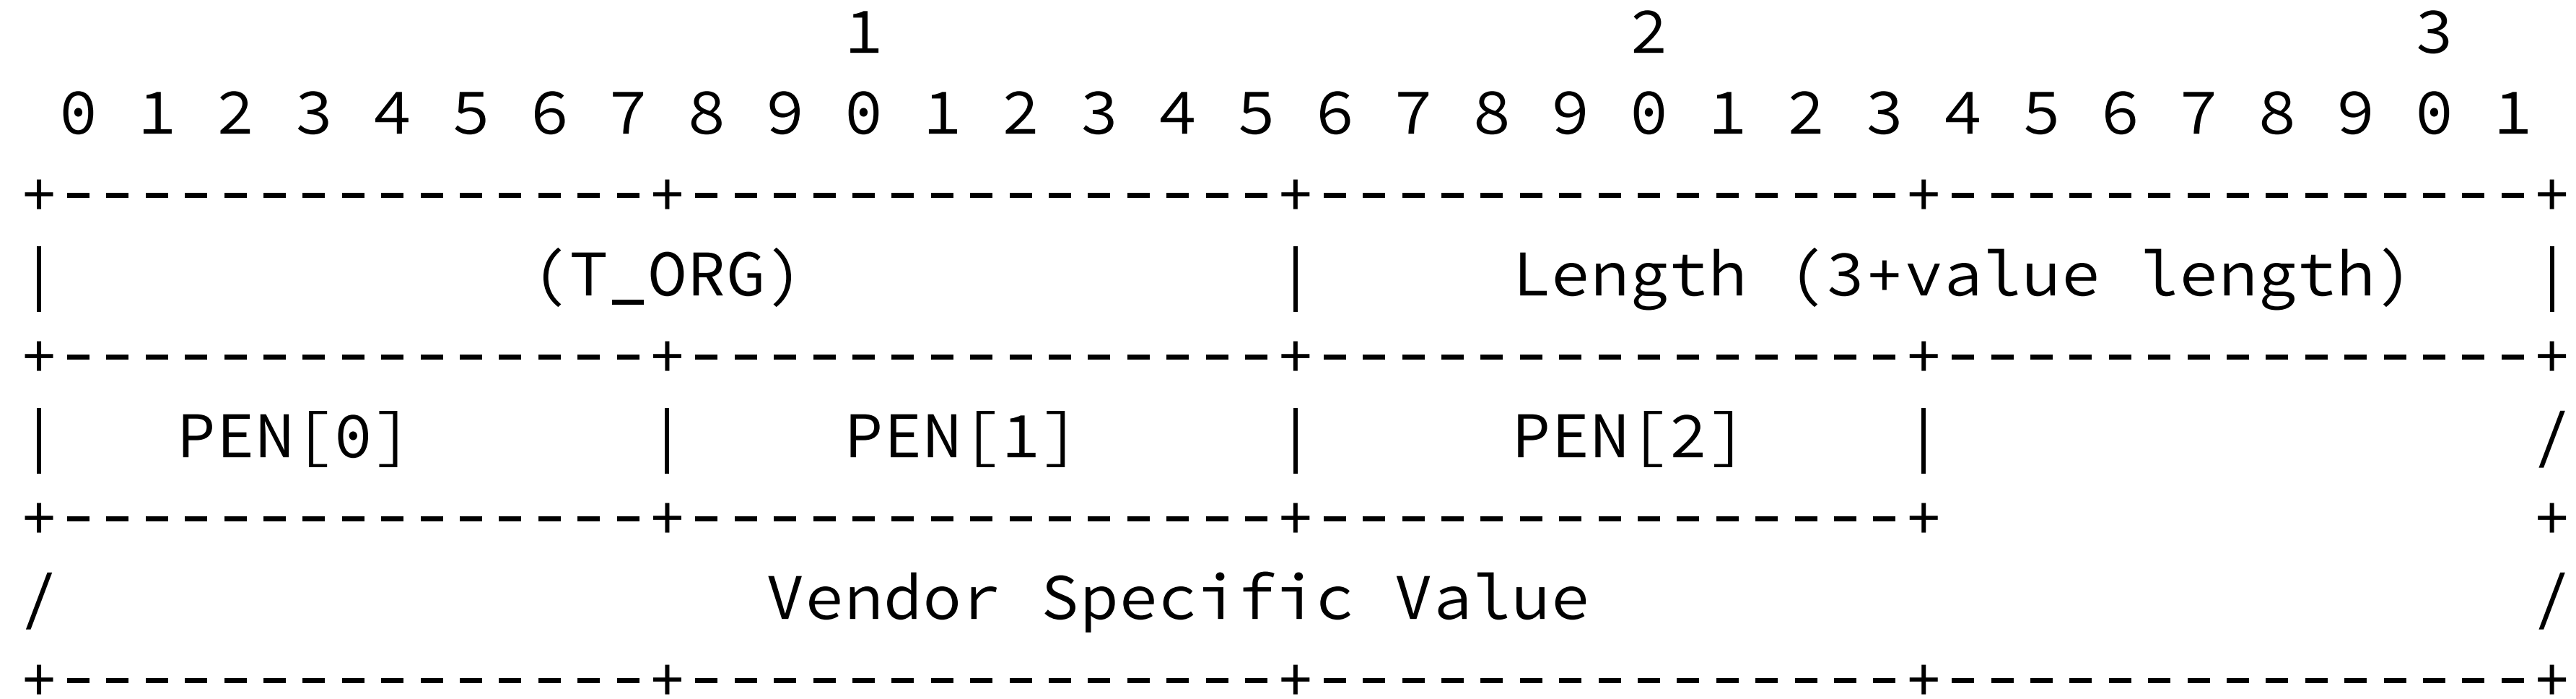 1                   2                   3
 0 1 2 3 4 5 6 7 8 9 0 1 2 3 4 5 6 7 8 9 0 1 2 3 4 5 6 7 8 9 0 1
+---------------+---------------+---------------+---------------+
|            (T_ORG)            |     Length (3+value length)   |
+---------------+---------------+---------------+---------------+
|   PEN[0]      |    PEN[1]     |     PEN[2]    |               /
+---------------+---------------+---------------+               +
/                  Vendor Specific Value                        /
+---------------+---------------+---------------+---------------+